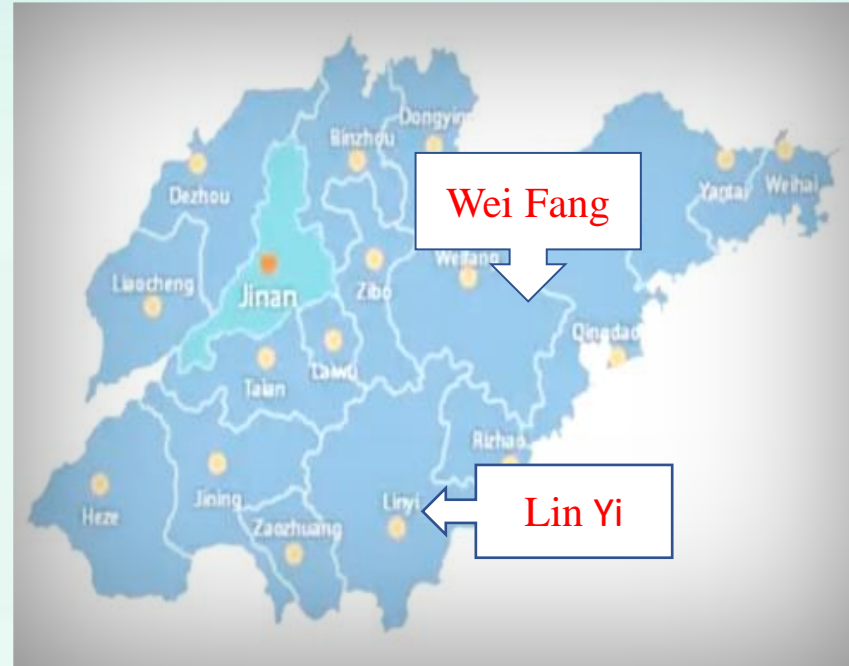 Dongyin
Binzhou
Dezhou
Wei Fang
Yantai
Weihai
Weifang
Liaocheng
Jinan
Zibo
Qingdao
Laiwu
Taian
Rizhao
Heze
Jining
Linyi
Lin Yi
Zaozhuang